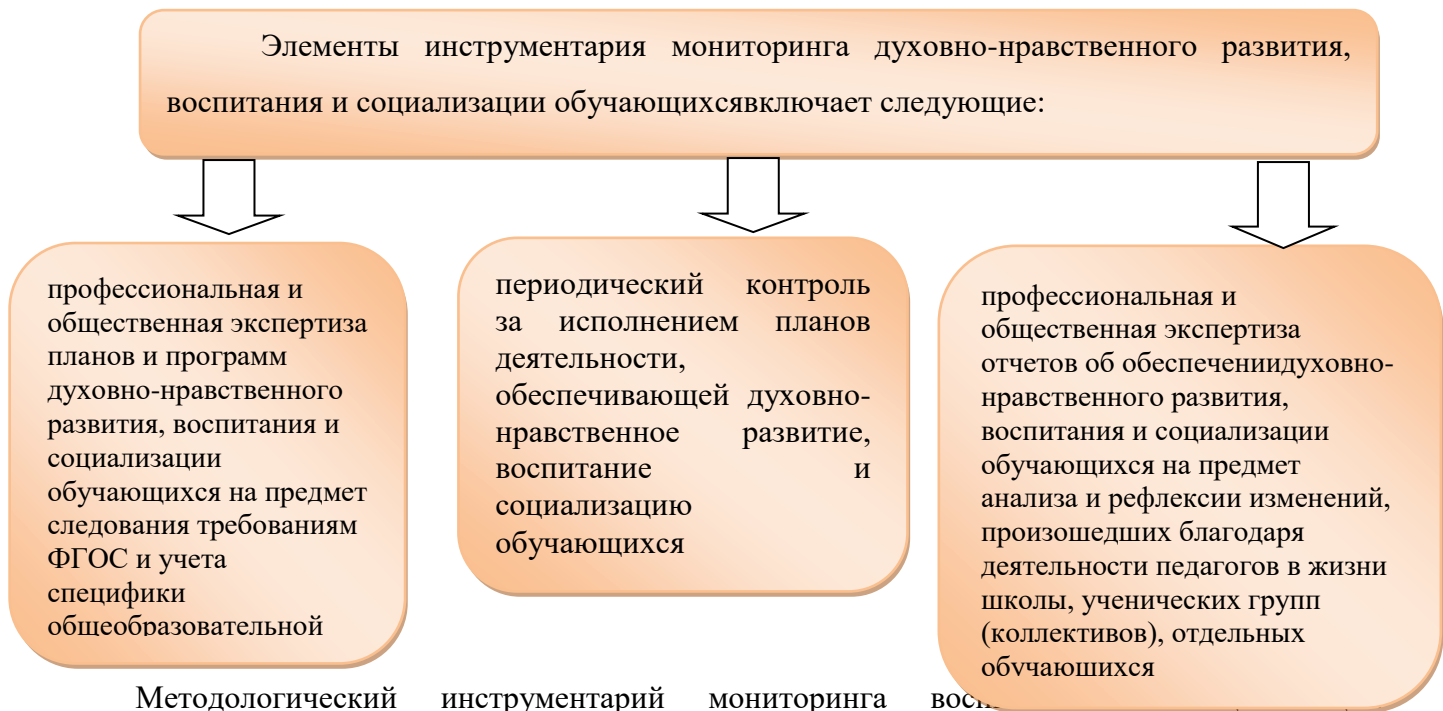 Элементы инструментария мониторинга духовно-нравственного развития,
воспитания и социализации обучающихсявключает следующие:
профессиональная и
общественная экспертиза
планов и программ
духовно-нравственного
развития, воспитания и
социализации
обучающихся на предмет
следования требованиям
ФГОС и учета
специфики
общеобразовательной
периодический контроль
за исполнением планов
деятельности,
обеспечивающей духовно-
нравственное развитие,
воспитание и
социализацию
обучающихся
профессиональная и
общественная экспертиза
отчетов об обеспечениидуховно-
нравственного развития,
воспитания и социализации
обучающихся на предмет
анализа и рефлексии изменений,
произошедших благодаря
деятельности педагогов в жизни
школы, ученических групп
(коллективов), отдельных
обучающихся
Методологический инструментарий мониторинга